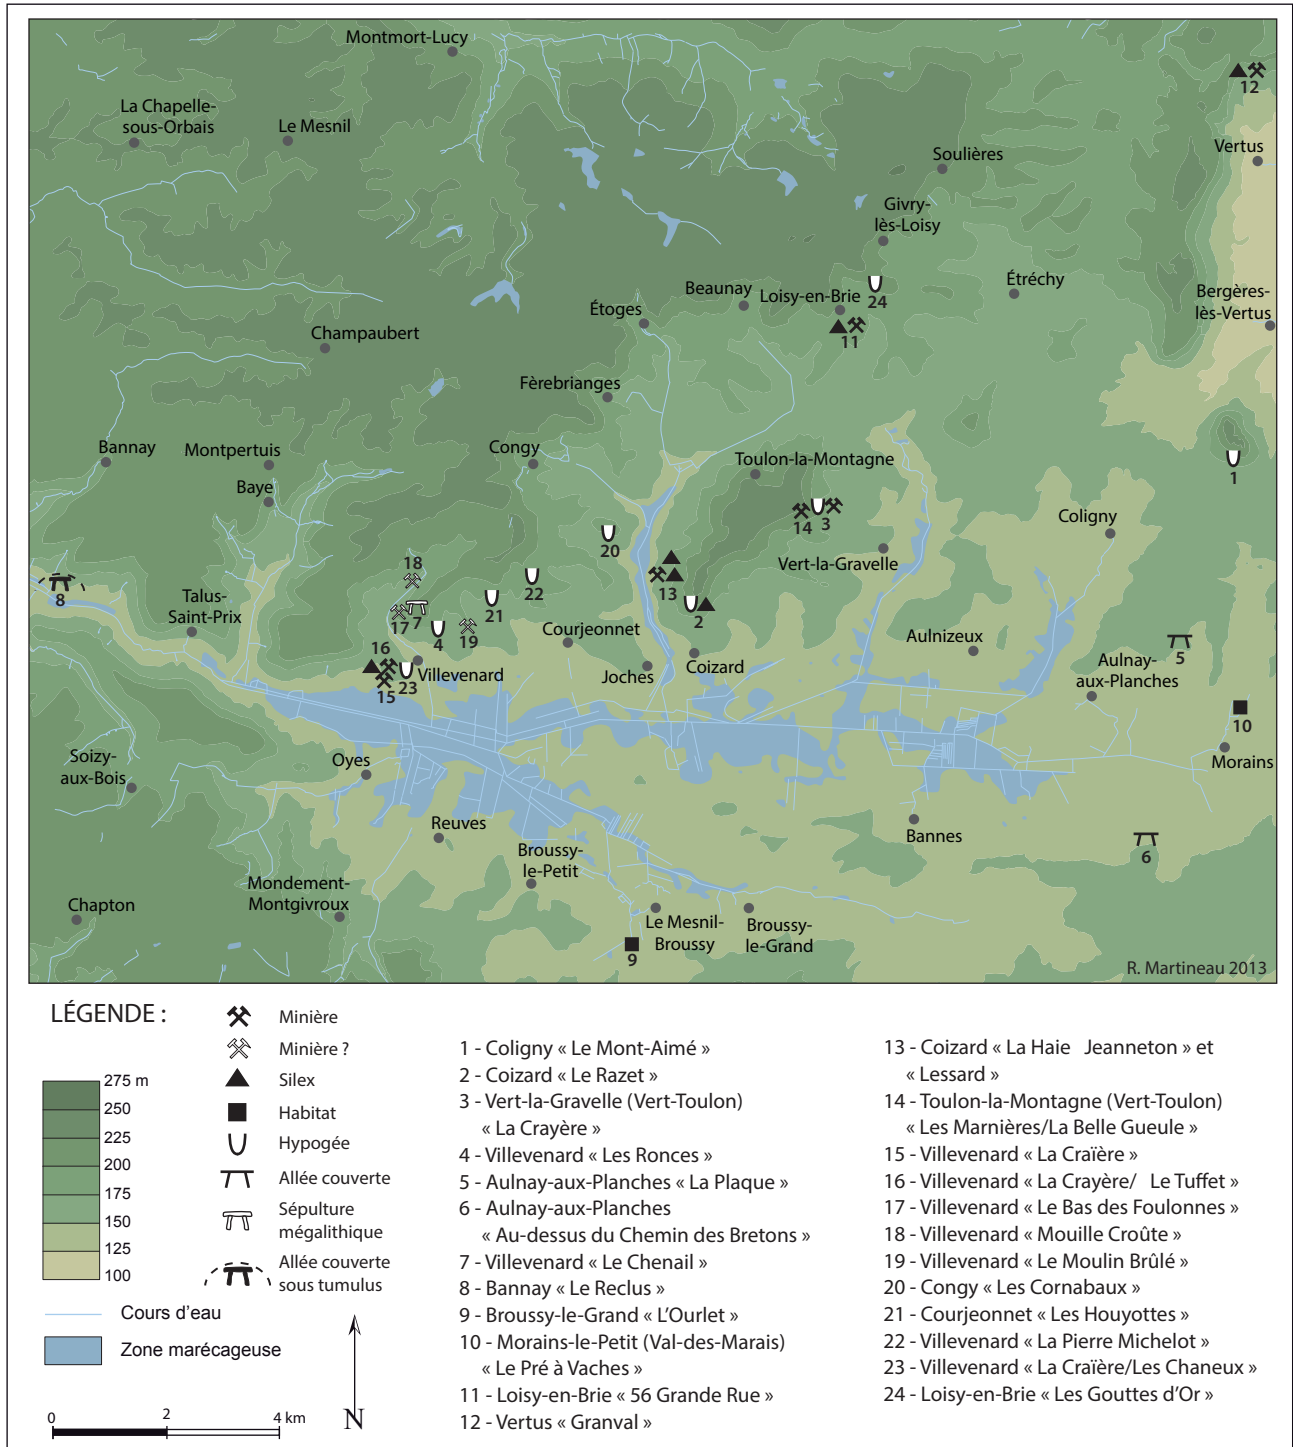 Montmort-Lucy
12
La Chapelle-
sous-Orbais
Le Mesnil
Vertus
Soulières
Givry-
lès-Loisy
Étréchy
Beaunay
Loisy-en-Brie
24
Bergères-
lès-Vertus
Étoges
11
Champaubert
Fèrebrianges
Bannay
Montpertuis
Congy
Toulon-la-Montagne
1
Baye
14
3
Coligny
20
18
Vert-la-Gravelle
8
22
13
Talus-
Saint-Prix
17
7
21
2
4
19
Courjeonnet
Aulnizeux
16
5
Villevenard
Joches
Coizard
Aulnay-
aux-Planches
23
15
10
Soizy-
aux-Bois
Oyes
Morains
Reuves
Bannes
6
Broussy-
le-Petit
Mondement-
Montgivroux
Chapton
Le Mesnil-
Broussy
Broussy-
le-Grand
9
R. Martineau 2013
LÉGENDE :
275 m
250
225
200
175
150
125
100
Cours d'eau
Zone marécageuse
0
2
4 km
N
Minière
Minière ?
Silex
Habitat
Hypogée
Allée couverte
Sépulture
mégalithique
Allée couverte
sous tumulus
1 - Coligny « Le Mont-Aimé »
2 - Coizard « Le Razet »
3 - Vert-la-Gravelle (Vert-Toulon)
« La Crayère »
4 - Villevenard « Les Ronces »
5 - Aulnay-aux-Planches « La Plaque »
6 - Aulnay-aux-Planches
« Au-dessus du Chemin des Bretons »
7 - Villevenard « Le Chenail »
8 - Bannay « Le Reclus »
9 - Broussy-le-Grand « L'Ourlet »
10 - Morains-le-Petit (Val-des-Marais)
« Le Pré à Vaches »
11 - Loisy-en-Brie « 56 Grande Rue »
12 - Vertus « Granval »
13 - Coizard « La Haie Jeanneton » et
« Lessard »
14 - Toulon-la-Montagne (Vert-Toulon)
« Les Marnières/La Belle Gueule »
15 - Villevenard « La Craïère »
16 - Villevenard « La Crayère/ Le Tuffet »
17 - Villevenard « Le Bas des Foulonnes »
18 - Villevenard « Mouille Croûte »
19 - Villevenard « Le Moulin Brûlé »
20 - Congy « Les Cornabaux »
21 - Courjeonnet « Les Houyottes »
22 - Villevenard « La Pierre Michelot »
23 - Villevenard « La Craïère/Les Chaneux »
24 - Loisy-en-Brie « Les Gouttes d'Or »